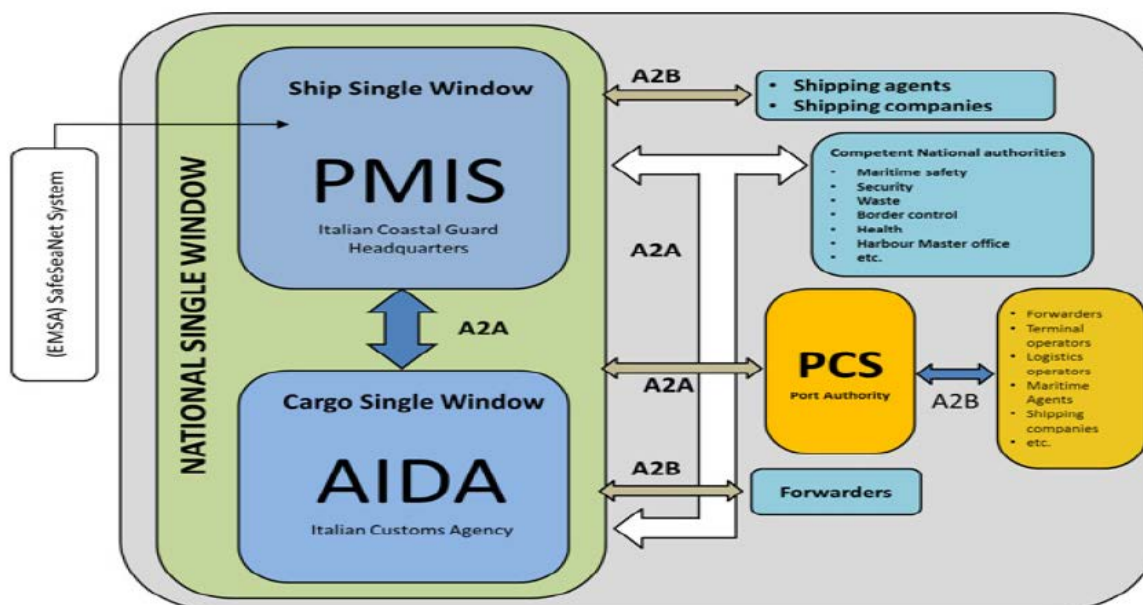 (EMSA) SafeSeaNet System
NATIONAL SINGLE WINDOW
Ship Single Window
PMIS
Italian Coastal Guard
Headquarters
A2A
Cargo Single Window
AIDA
Italian Customs Agency
A2B
• Shipping agents
• Shipping companies
Competent National authorities
• Maritime safety
• Security
• Waste
• Border control
• Health
• Harbour Master office
• etc.
A2A
A2A
PCS
Port Authority
A2B
• Forwarders
• Terminal
operators
• Logistics
operators
• Maritime
Agents
• Shipping
companies
• etc.
A2B
Forwarders